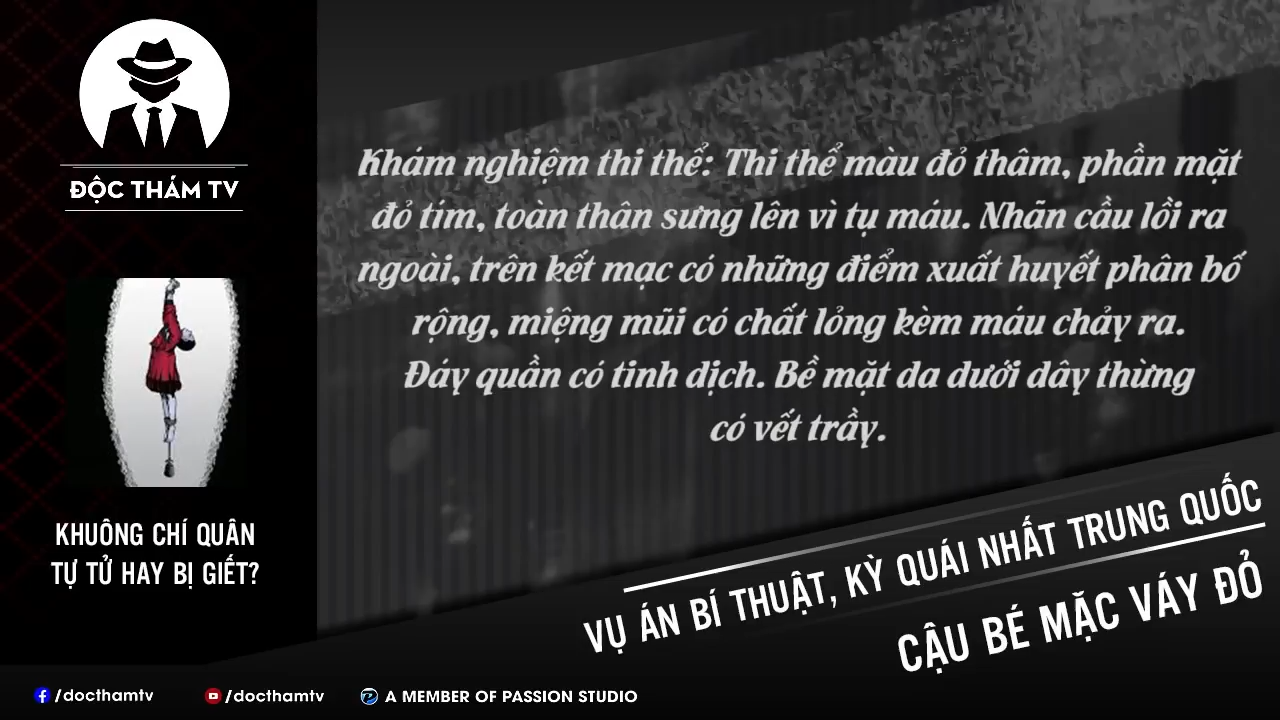 ĐỘC THÁM TV
KHUÔNG CHÍ QUÂN
TỰ TỬ HAY BỊ GIẾT?
Khám nghiệm thi thể: Thi thể màu đỏ thâm, phần mặt
đỏ tím, toàn thân sưng lên vì tụ máu. Nhãn cầu lồi ra
ngoài, trên kết mạc có những điểm xuất huyết phân bố
rộng, miệng mũi có chất lỏng kèm máu chảy ra.
Đáy quần có tinh dịch. Bề mặt da dưới dây thừng
có vết trầy.
VỤ ÁN BÍ THUẬT, KỲ QUÁI NHẤT TRUNG QUỐC
CẬU BÉ MẶC VÁY ĐỎ
/docthamtv
/docthamtv
A MEMBER OF PASSION STUDIO